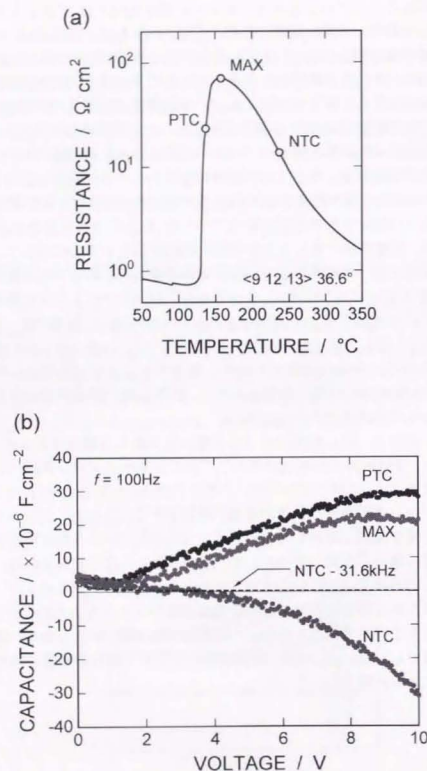 (a)
10²
10¹
10⁰
RESISTANCE / Ω cm²
MAX
PTC
NTC
<9 12 13> 36.6°
50 100 150 200 250 300 350
TEMPERATURE / °C
(b)
40
30
20
10
0
-10
-20
-30
-40
CAPACITANCE / × 10⁻⁶ F cm⁻²
f = 100Hz
PTC
MAX
NTC - 31.6kHz
NTC
0 2 4 6 8 10
VOLTAGE / V